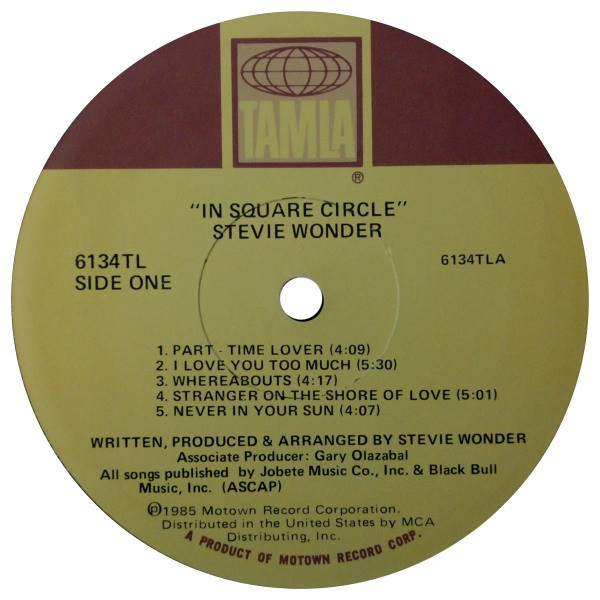 TAMLA
®
"IN SQUARE CIRCLE"
STEVIE WONDER
6134TL
6134TLA
SIDE ONE
1. PART - TIME LOVER (4:09)
2. I LOVE YOU TOO MUCH (5:30)
3. WHEREABOUTS (4:17)
4. STRANGER ON THE SHORE OF LOVE (5:01)
5. NEVER IN YOUR SUN (4:07)
WRITTEN, PRODUCED & ARRANGED BY STEVIE WONDER
Associate Producer: Gary Olazabal
All songs published by Jobete Music Co., Inc. & Black Bull
Music, Inc. (ASCAP)
℗1985 Motown Record Corporation.
Distributed in the United States by MCA
Distributing, Inc.
A PRODUCT OF MOTOWN RECORD CORP.